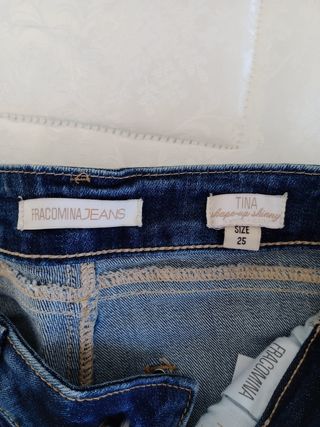 FRACOMINAJEANS
TINA
shape-up skinny
SIZE
25
FRACOMINA